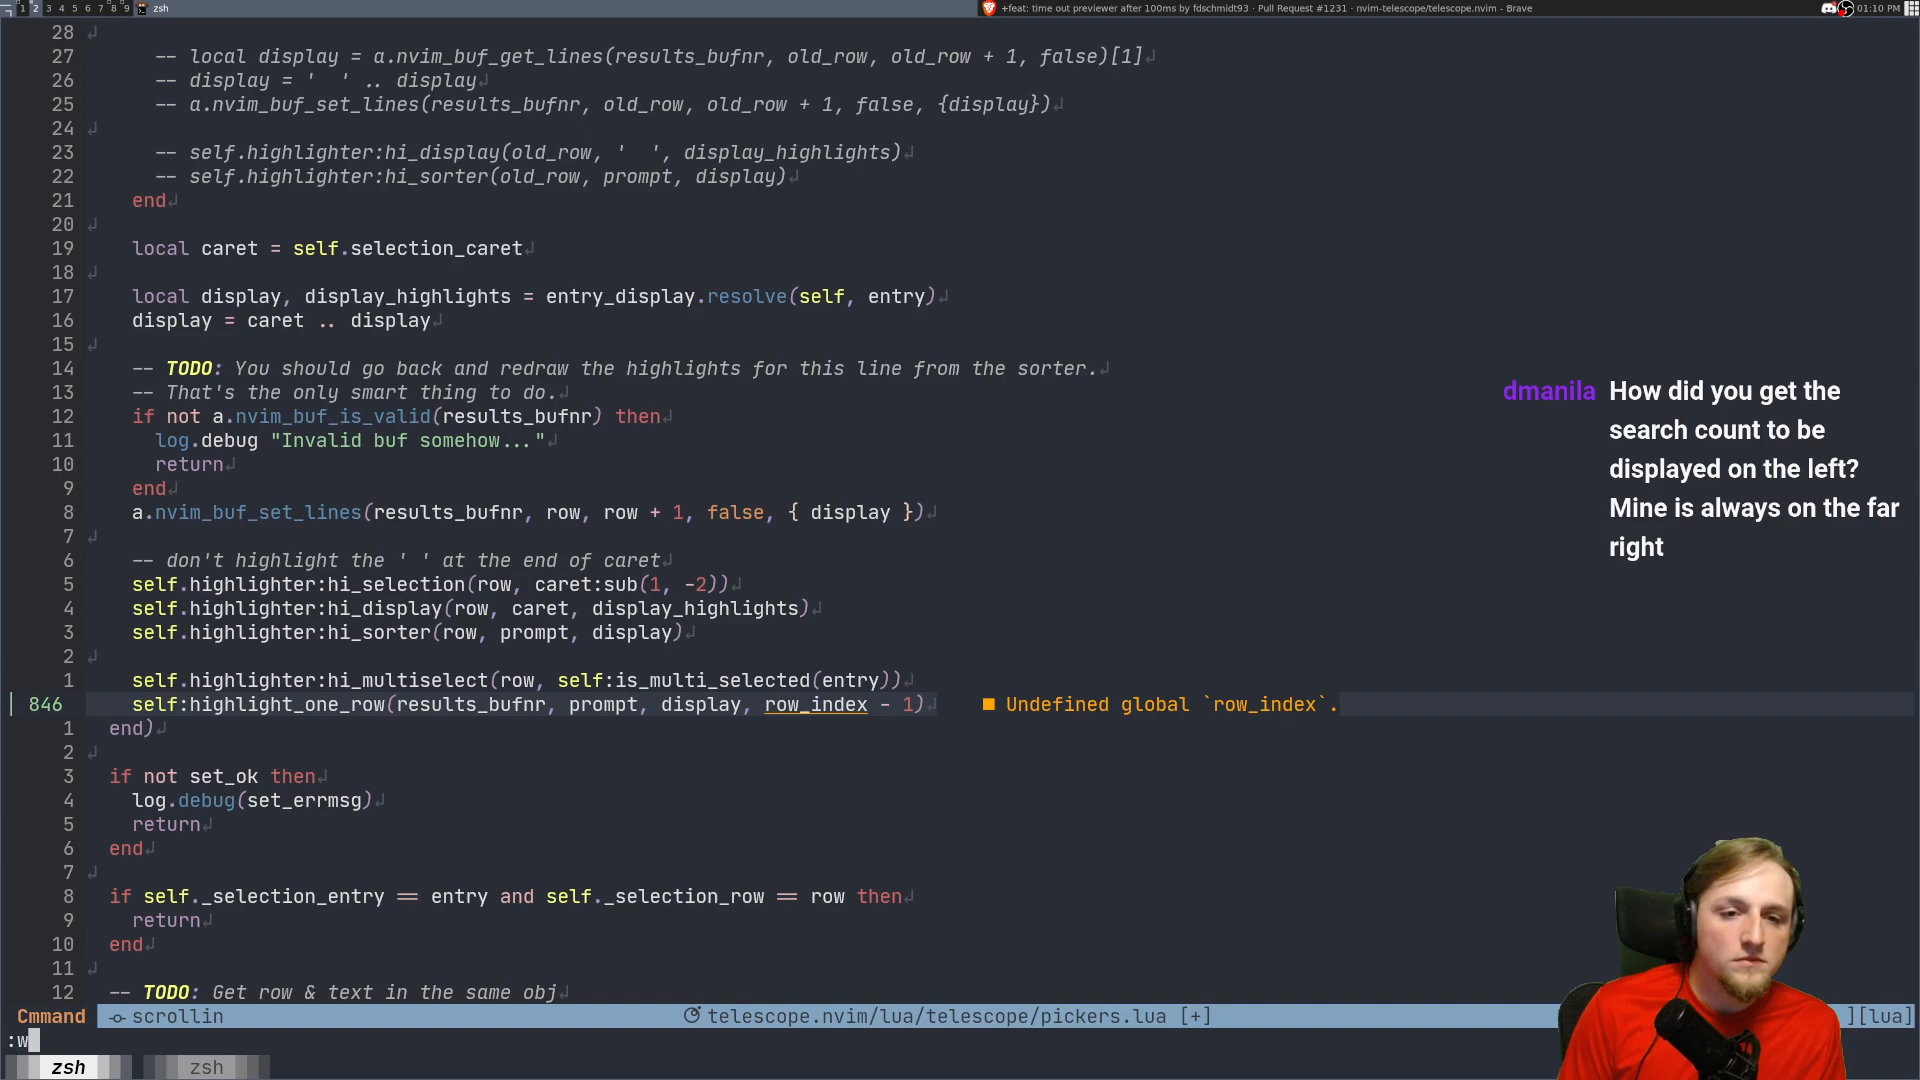 1 2 3 4 5 6 7 8 9 zsh
+feat: time out previewer after 100ms by fdschmidt93 · Pull Request #1231 · nvim-telescope/telescope.nvim - Brave
01:10 PM
28
27 -- local display = a.nvim_buf_get_lines(results_bufnr, old_row, old_row + 1, false)[1]
26 -- display = '  ' .. display
25 -- a.nvim_buf_set_lines(results_bufnr, old_row, old_row + 1, false, {display})
24
23 -- self.highlighter:hi_display(old_row, '  ', display_highlights)
22 -- self.highlighter:hi_sorter(old_row, prompt, display)
21 end
20
19 local caret = self.selection_caret
18
17 local display, display_highlights = entry_display.resolve(self, entry)
16 display = caret .. display
15
14 -- TODO: You should go back and redraw the highlights for this line from the sorter.
13 -- That's the only smart thing to do.
12 if not a.nvim_buf_is_valid(results_bufnr) then
11 log.debug "Invalid buf somehow..."
10 return
9 end
8 a.nvim_buf_set_lines(results_bufnr, row, row + 1, false, { display })
7
6 -- don't highlight the ' ' at the end of caret
5 self.highlighter:hi_selection(row, caret:sub(1, -2))
4 self.highlighter:hi_display(row, caret, display_highlights)
3 self.highlighter:hi_sorter(row, prompt, display)
2
1 self.highlighter:hi_multiselect(row, self:is_multi_selected(entry))
846 self:highlight_one_row(results_bufnr, prompt, display, row_index - 1) ■ Undefined global `row_index`.
1 end)
2
3 if not set_ok then
4 log.debug(set_errmsg)
5 return
6 end
7
8 if self._selection_entry == entry and self._selection_row == row then
9 return
10 end
11
12 -- TODO: Get row & text in the same obj
dmanila How did you get the
search count to be
displayed on the left?
Mine is always on the far
right
Cmmand scrollin telescope.nvim/lua/telescope/pickers.lua [+] ][lua]
:w
zsh zsh